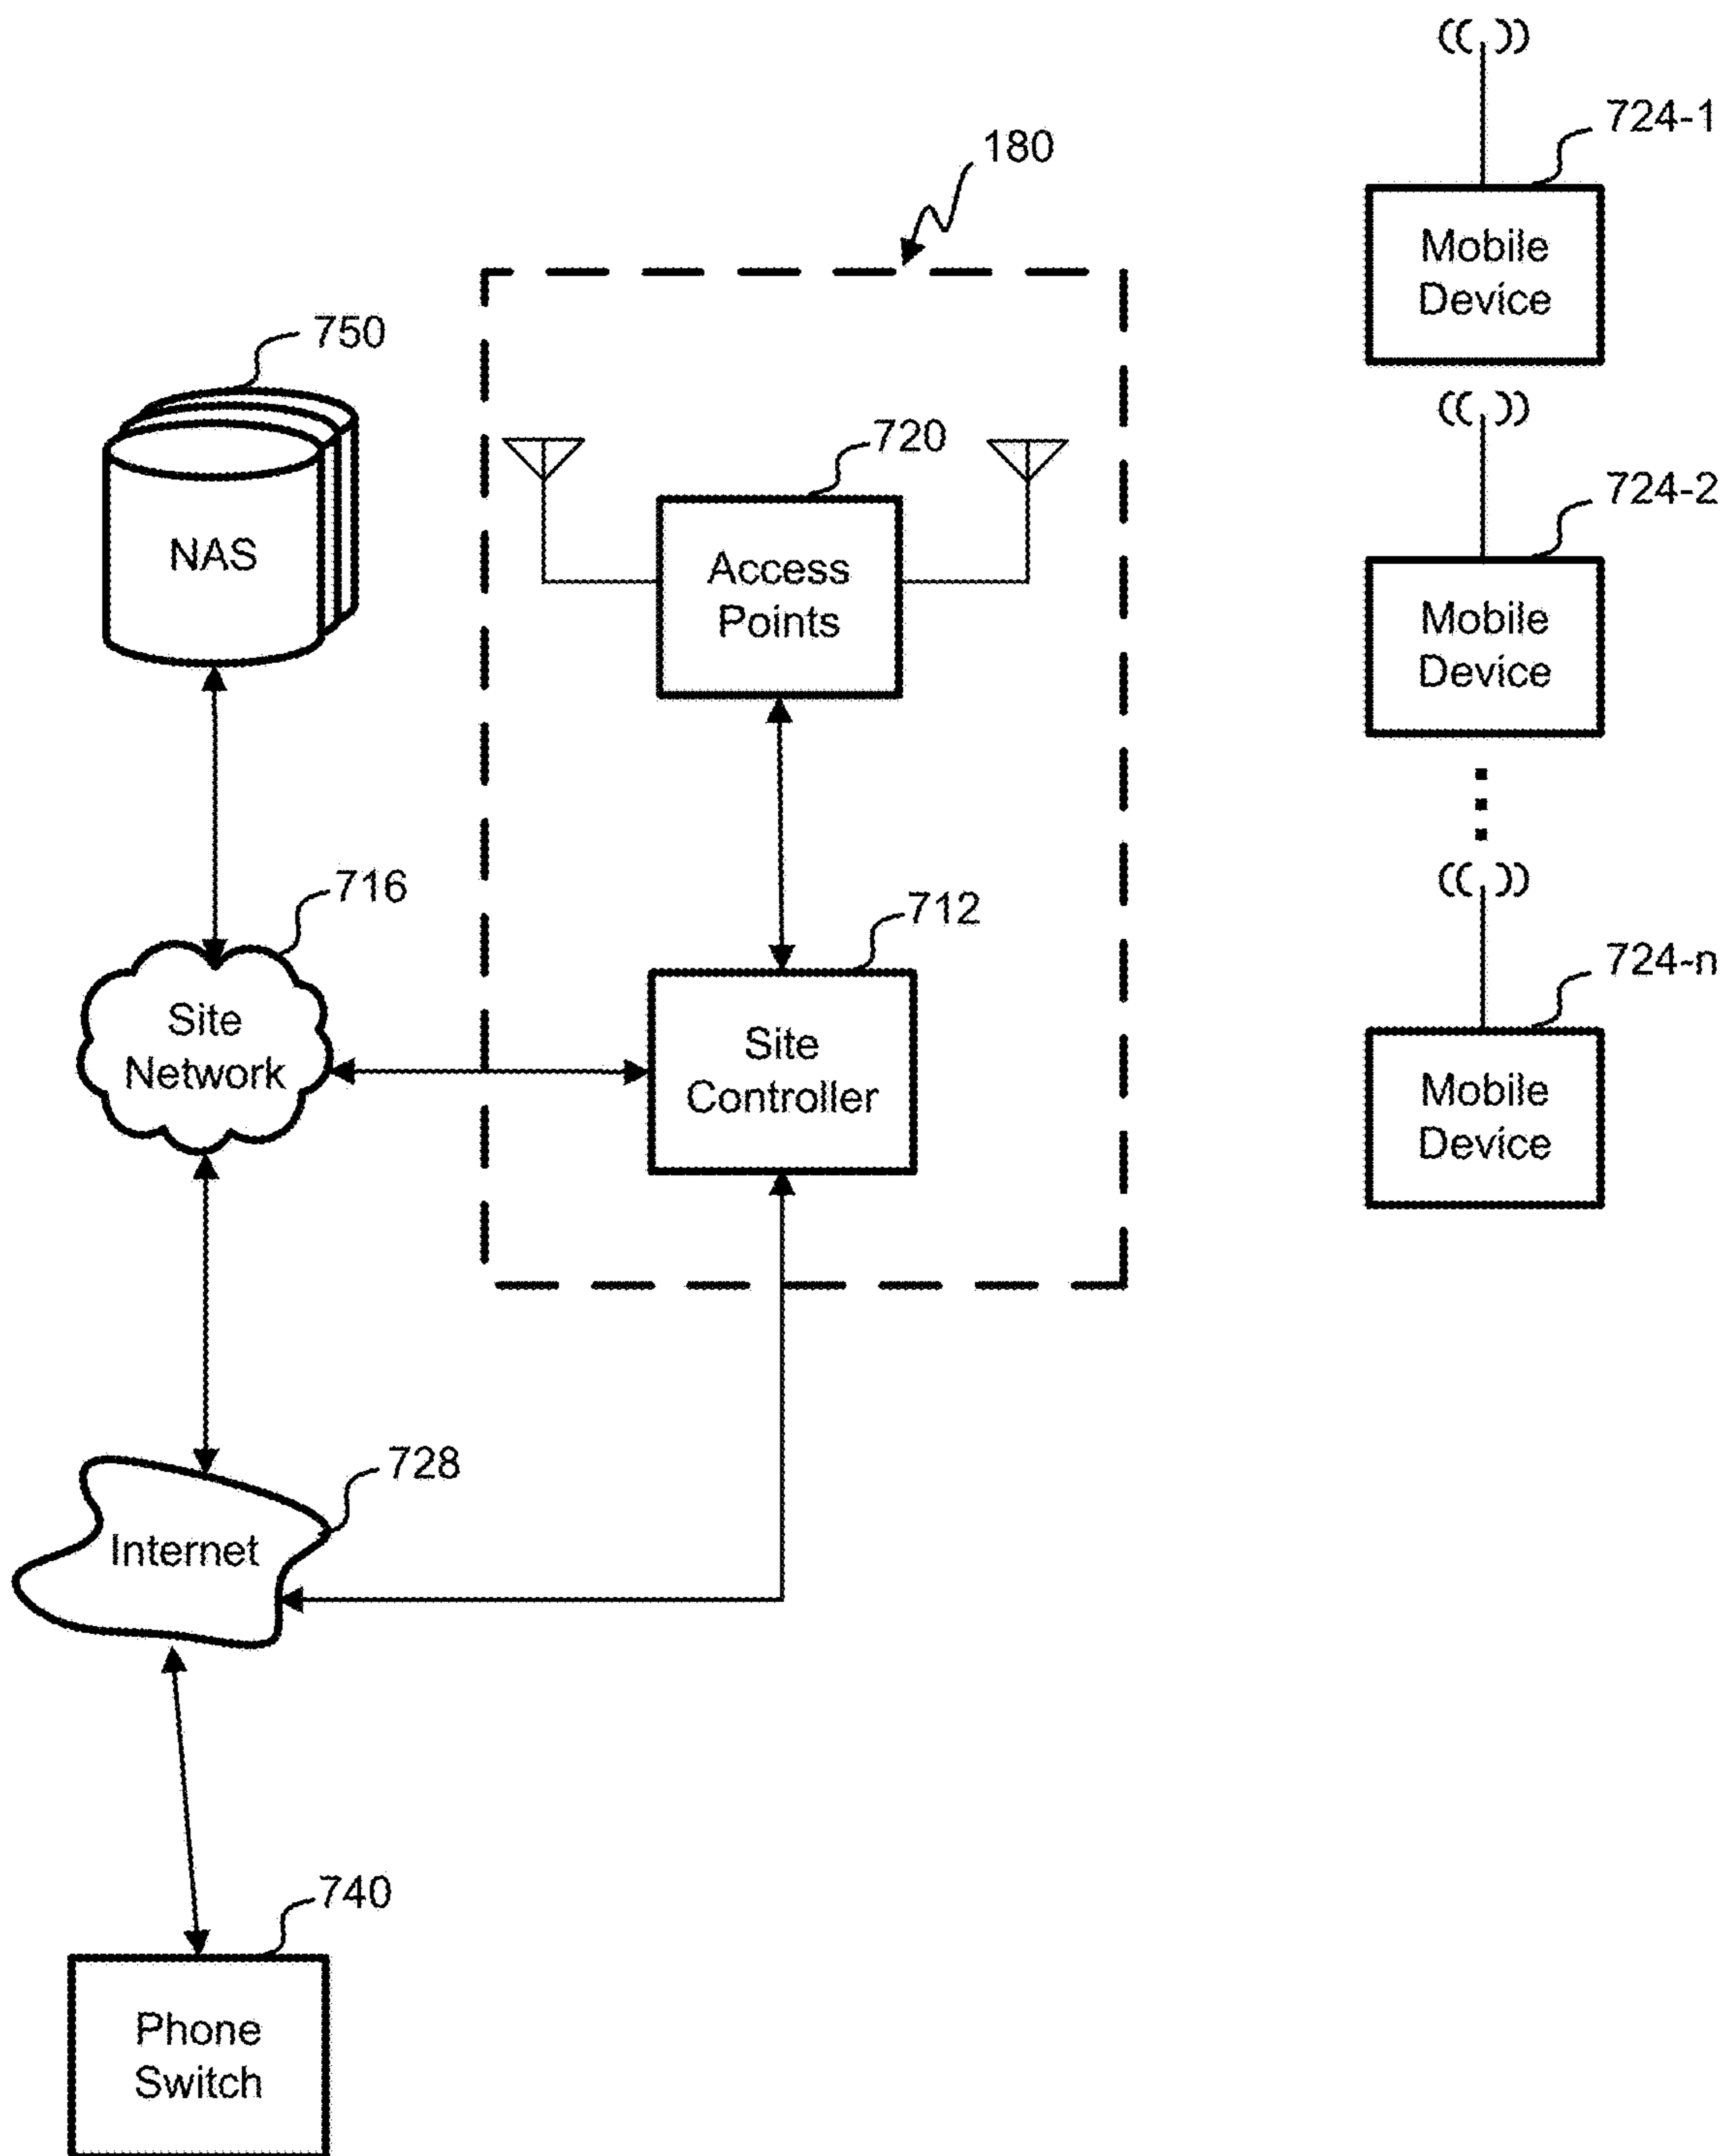 724-1
180
Mobile
Device
750
720
NAS
Access
Points
724-2
Mobile
Device
716
712
724-n
Site
Network
Site
Controller
Mobile
Device
728
Internet
740
Phone
Switch